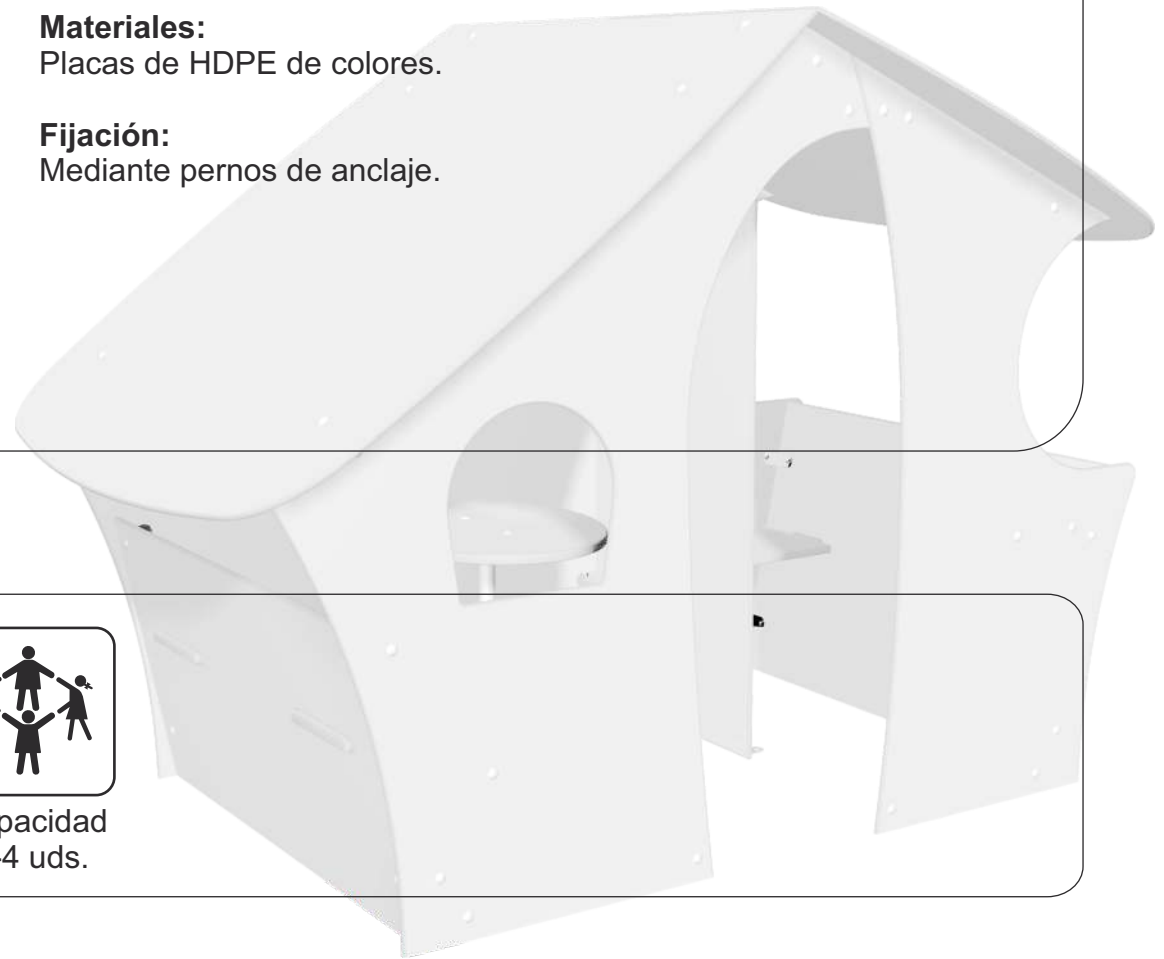 Materiales:
Placas de HDPE de colores.
Fijación:
Mediante pernos de anclaje.
pacidad
4 uds.